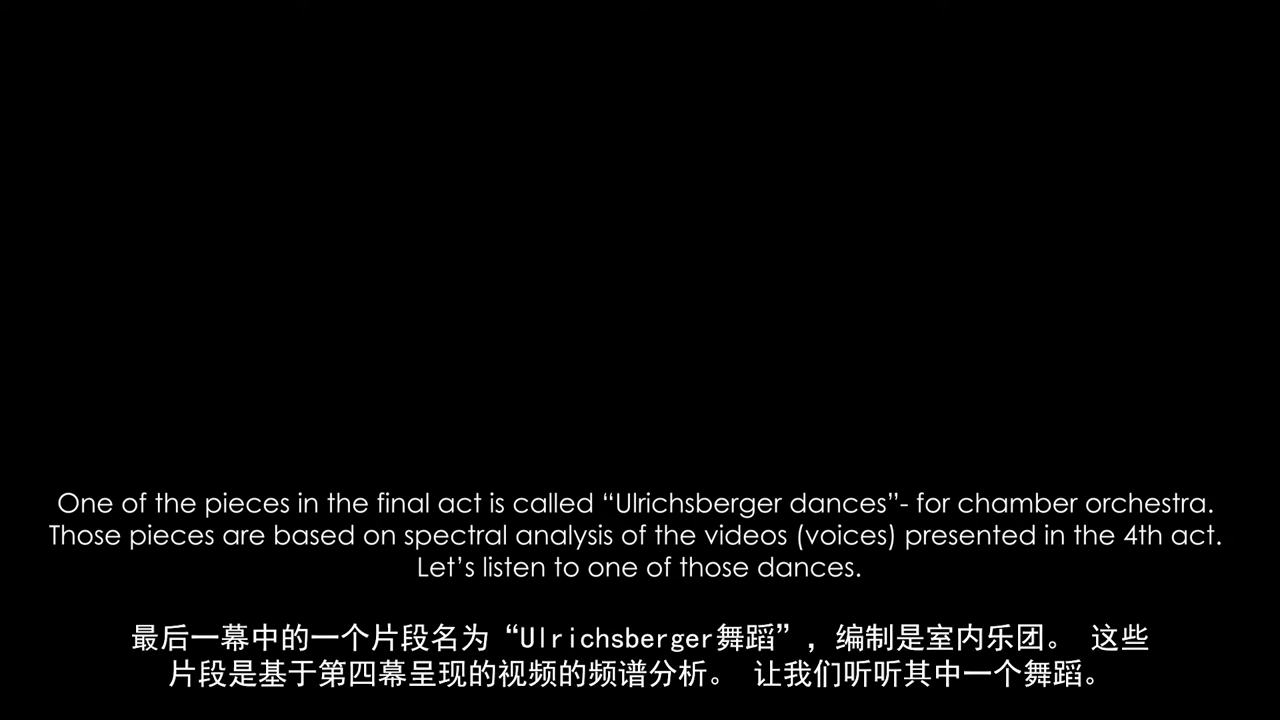 One of the pieces in the final act is called “Ulrichsberger dances”- for chamber orchestra.
Those pieces are based on spectral analysis of the videos (voices) presented in the 4th act.
Let’s listen to one of those dances.
最后一幕中的一个片段名为“Ulrichsberger舞蹈”，编制是室内乐团。 这些
片段是基于第四幕呈现的视频的频谱分析。 让我们听听其中一个舞蹈。